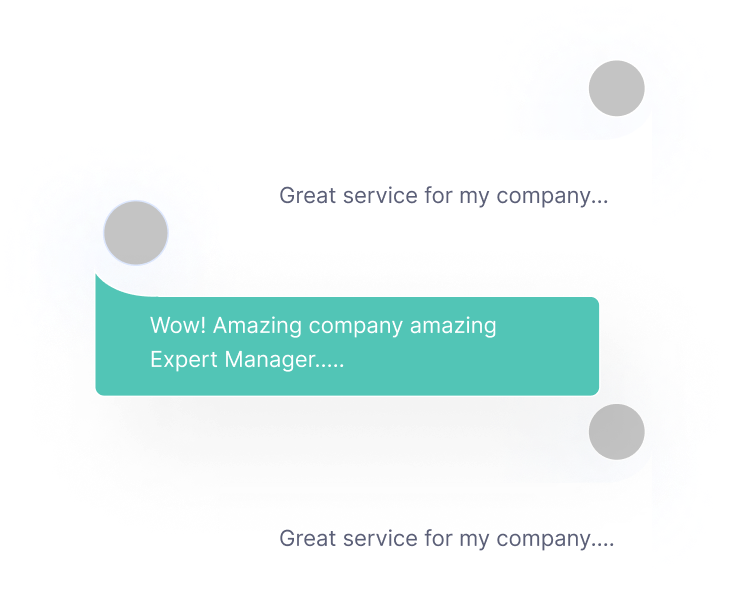 Great service for my company...
Wow! Amazing company amazing
Expert Manager.....
Great service for my company....